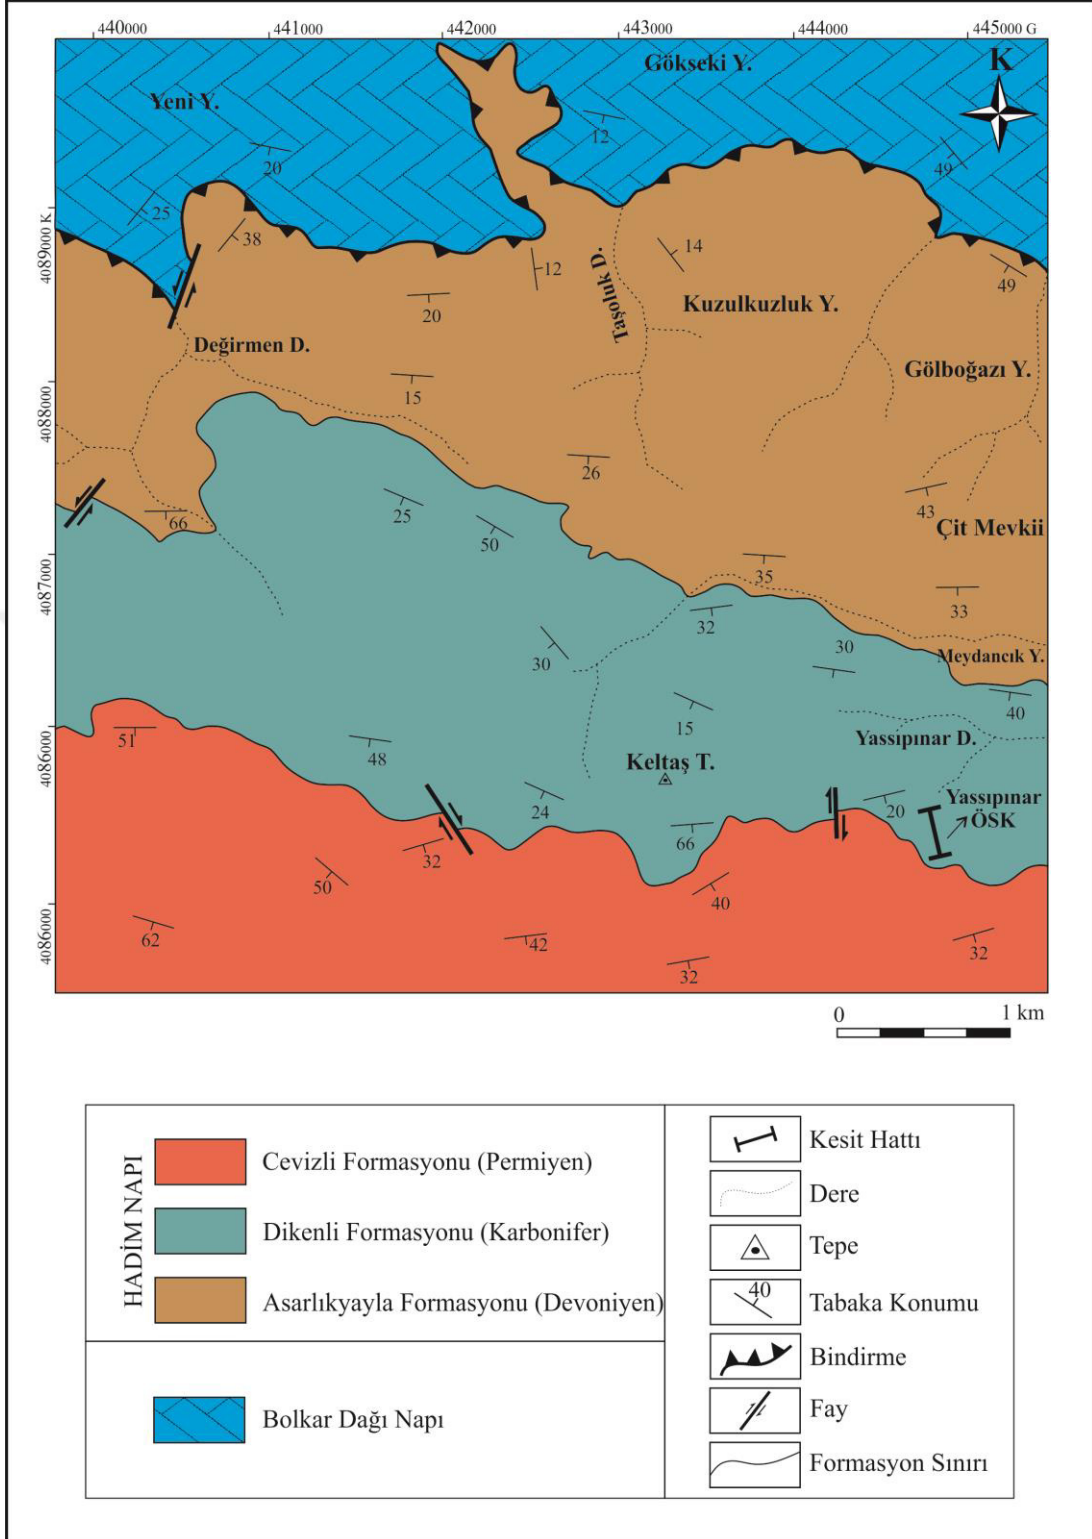 440000 441000 442000 443000 444000 445000 G
Gökseki Y.
K
Yeni Y.
12
20
49
25
38
14
12
49
4089000 K
Taşoluk D.
Kuzulkuzluk Y.
20
Değirmen D.
Gölboğazı Y.
15
4088000
26
43
25
66
50
Çit Mevkii
35
33
4087000
32
30
30
Meydancık Y.
40
15
51
4086000
48
Yassıpınar D.
Keltaş T.
24
20
Yassıpınar
ÖSK
66
32
50
40
62
42
32
32
4086000
0 1 km
HADİM NAPI
Cevizli Formasyonu (Permiyen)
Dikenli Formasyonu (Karbonifer)
Asarlıkyayla Formasyonu (Devoniyen)
Bolkar Dağı Napı
Kesit Hattı
Dere
Tepe
40
Tabaka Konumu
Bindirme
Fay
Formasyon Sınırı